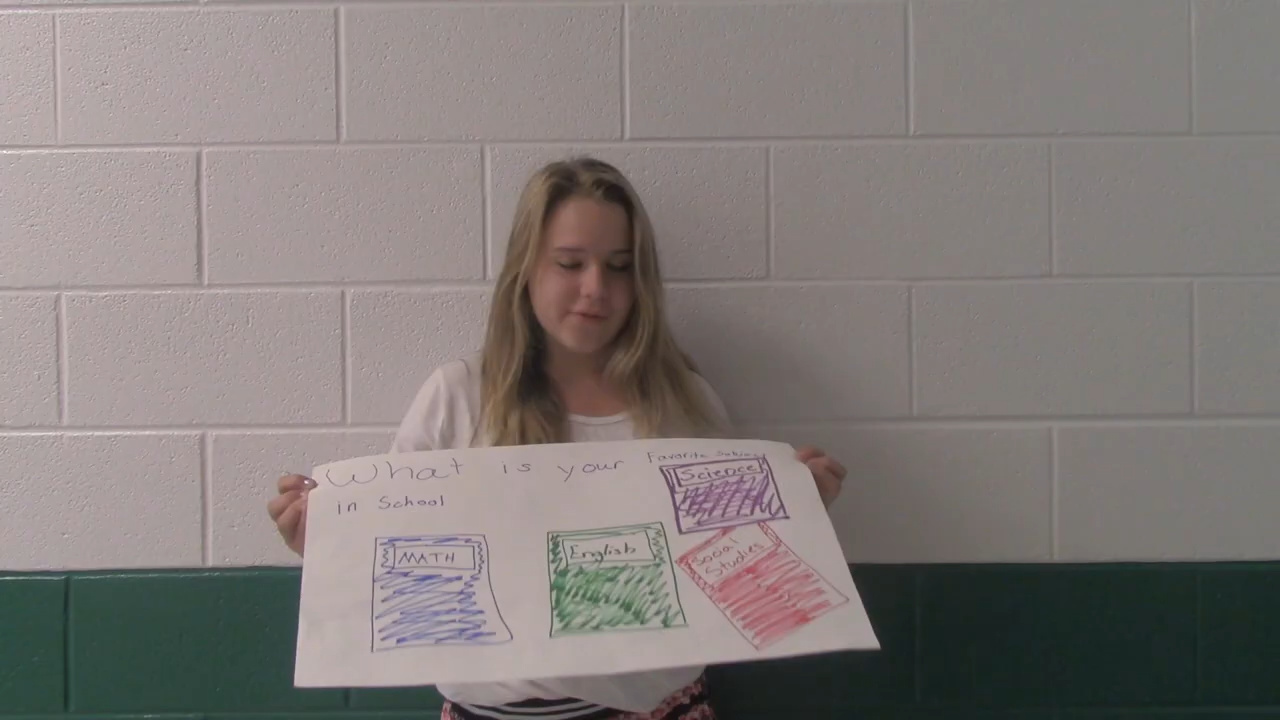 What is your Favorite
in School
Science
MATH
English
Social
Studies